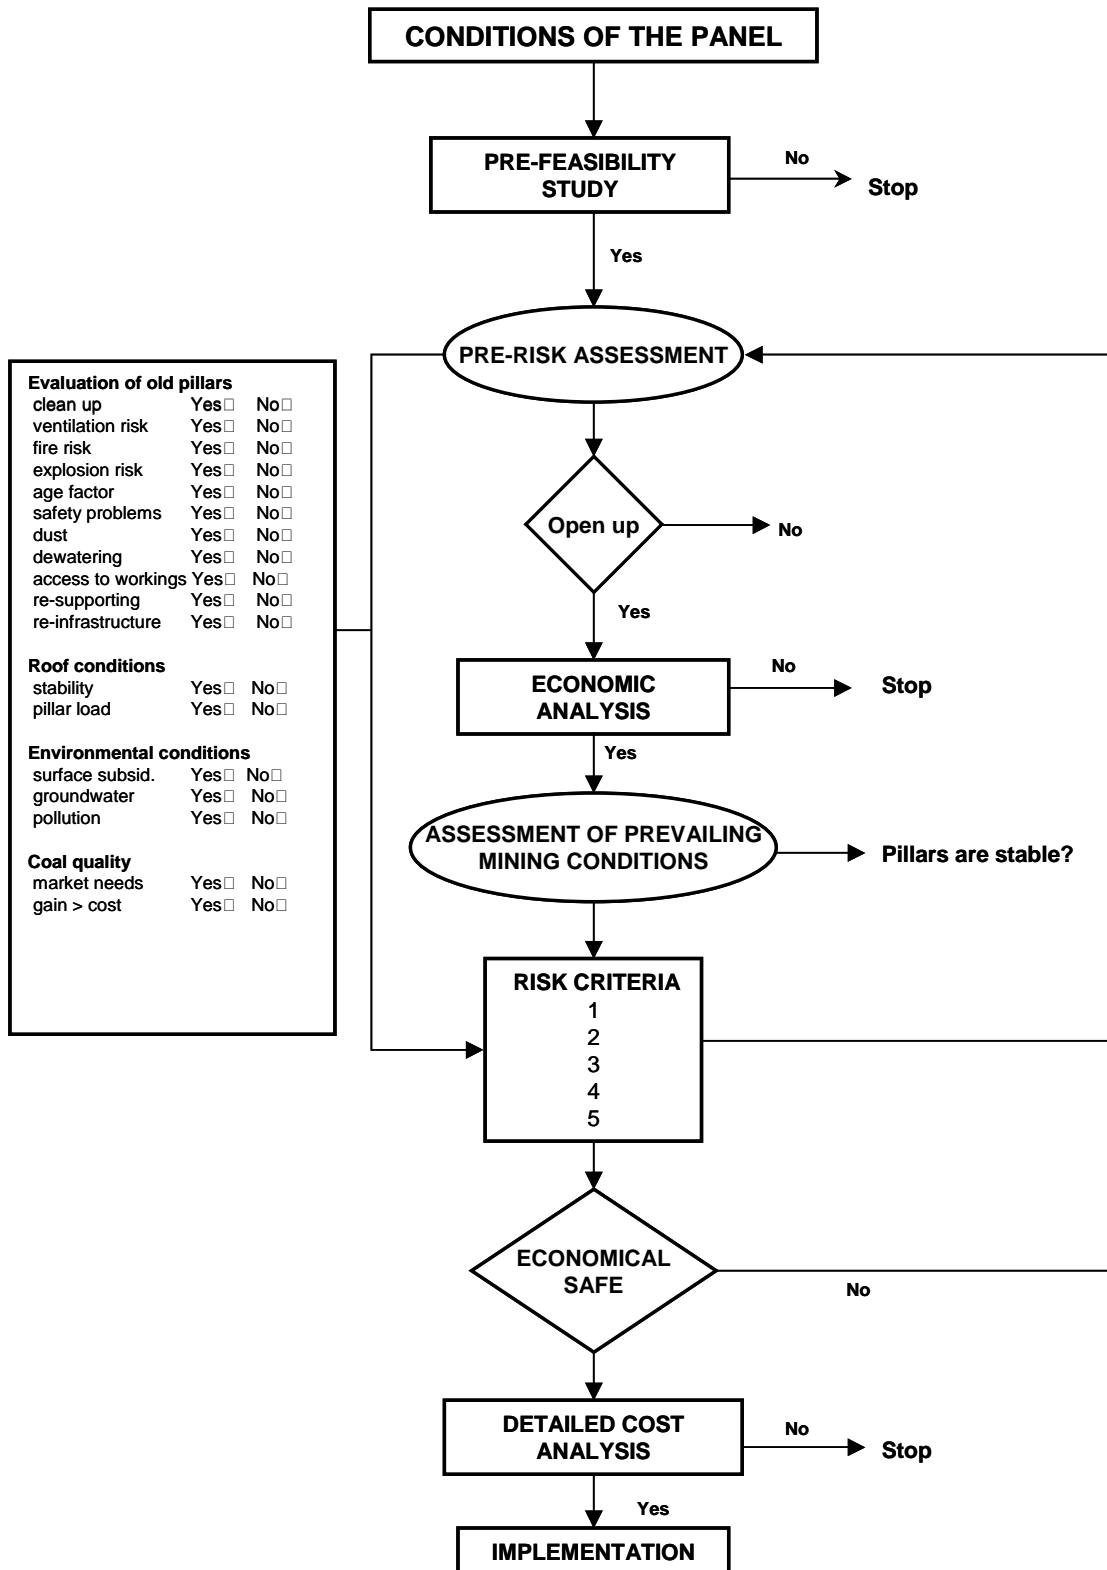 CONDITIONS OF THE PANEL
PRE-FEASIBILITY
STUDY
No
Stop
Yes
PRE-RISK ASSESSMENT
Evaluation of old pillars
clean up Yes□ No□
ventilation risk Yes□ No□
fire risk Yes□ No□
explosion risk Yes□ No□
age factor Yes□ No□
safety problems Yes□ No□
dust Yes□ No□
dewatering Yes□ No□
access to workings Yes□ No□
re-supporting Yes□ No□
re-infrastructure Yes□ No□
Roof conditions
stability Yes□ No□
pillar load Yes□ No□
Environmental conditions
surface subsid. Yes□ No□
groundwater Yes□ No□
pollution Yes□ No□
Coal quality
market needs Yes□ No□
gain > cost Yes□ No□
Open up
No
Yes
ECONOMIC
ANALYSIS
No
Stop
Yes
ASSESSMENT OF PREVAILING
MINING CONDITIONS
Pillars are stable?
RISK CRITERIA
1
2
3
4
5
ECONOMICAL
SAFE
No
DETAILED COST
ANALYSIS
No
Stop
Yes
IMPLEMENTATION